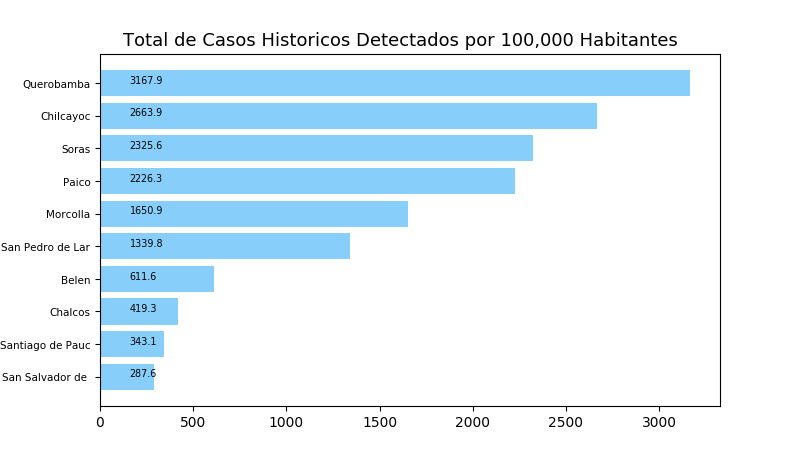 Total de Casos Historicos Detectados por 100,000 Habitantes
Querobamba 3167.9
Chilcayoc 2663.9
Soras 2325.6
Paico 2226.3
Morcolla 1650.9
San Pedro de Lar 1339.8
Belen 611.6
Chalcos 419.3
Santiago de Pauc 343.1
San Salvador de 287.6
0 500 1000 1500 2000 2500 3000